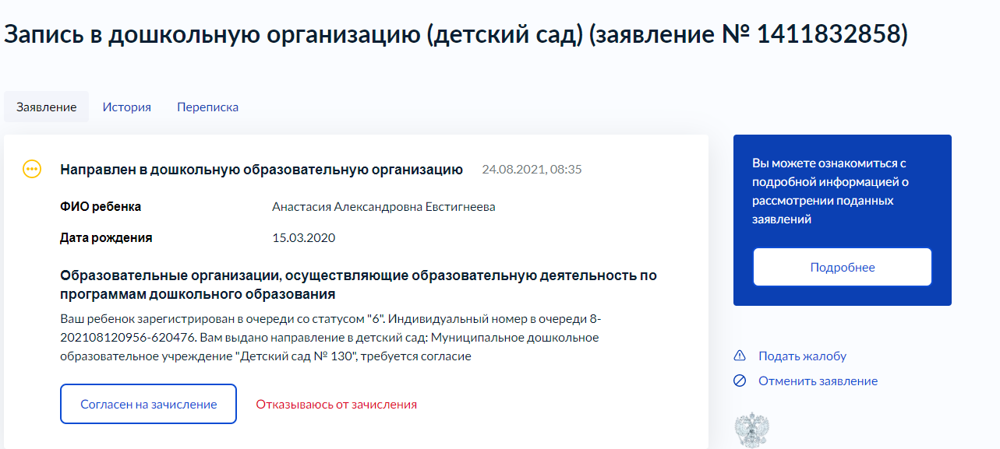 Запись в дошкольную организацию (детский сад) (заявление № 1411832858)
Заявление История Переписка
Направлен в дошкольную образовательную организацию 24.08.2021, 08:35
ФИО ребенка Анастасия Александровна Евстигнеева
Дата рождения 15.03.2020
Образовательные организации, осуществляющие образовательную деятельность по
программам дошкольного образования
Ваш ребенок зарегистрирован в очереди со статусом "6". Индивидуальный номер в очереди 8-
202108120956-620476. Вам выдано направление в детский сад: Муниципальное дошкольное
образовательное учреждение "Детский сад № 130", требуется согласие
Согласен на зачисление Отказываюсь от зачисления
Вы можете ознакомиться с
подробной информацией о
рассмотрении поданных
заявлений
Подробнее
Подать жалобу
Отменить заявление